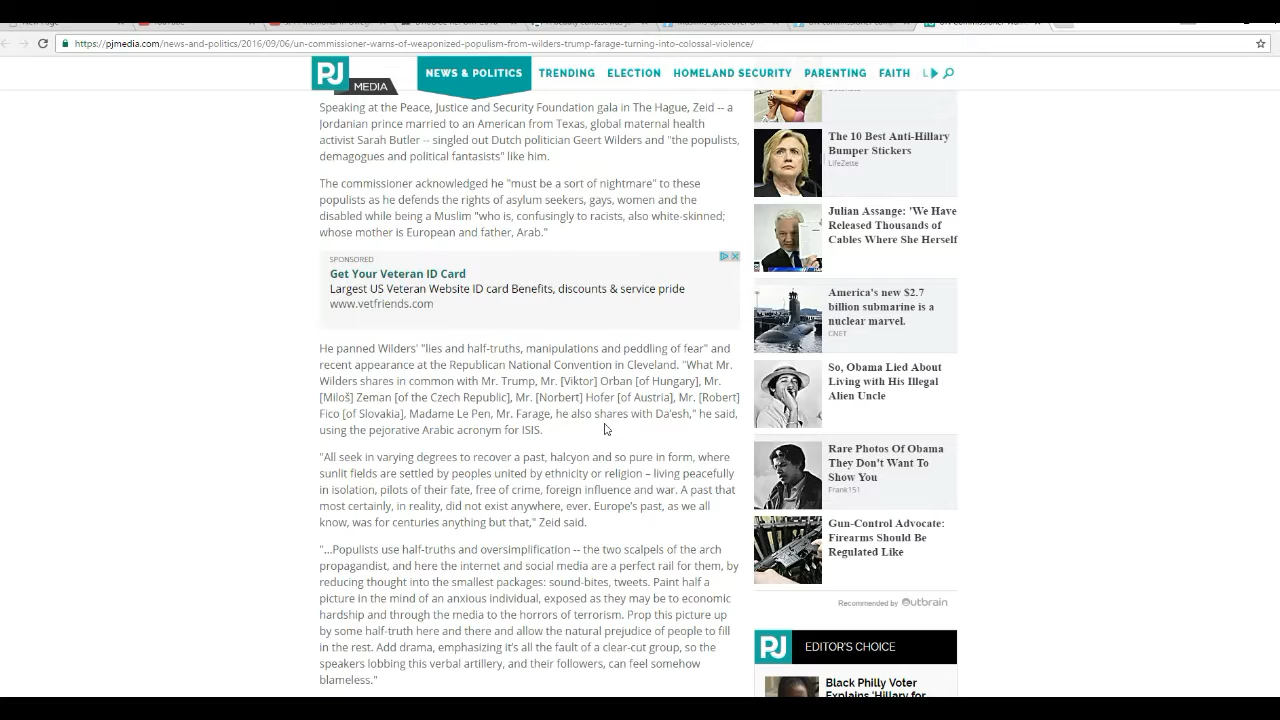 https://pjmedia.com/news-and-politics/2016/09/06/un-commissioner-warns-of-weaponized-populism-from-wilders-trump-farage-turning-into-colossal-violence/
PJ
MEDIA
NEWS & POLITICS
TRENDING
ELECTION
HOMELAND SECURITY
PARENTING
FAITH
L
Speaking at the Peace, Justice and Security Foundation gala in The Hague, Zeid -- a
Jordanian prince married to an American from Texas, global maternal health
activist Sarah Butler -- singled out Dutch politician Geert Wilders and "the populists,
demagogues and political fantasists" like him.
The commissioner acknowledged he "must be a sort of nightmare" to these
populists as he defends the rights of asylum seekers, gays, women and the
disabled while being a Muslim "who is, confusingly to racists, also white-skinned;
whose mother is European and father, Arab."
SPONSORED
Get Your Veteran ID Card
Largest US Veteran Website ID card Benefits, discounts & service pride
www.vetfriends.com
He panned Wilders' "lies and half-truths, manipulations and peddling of fear" and
recent appearance at the Republican National Convention in Cleveland. "What Mr.
Wilders shares in common with Mr. Trump, Mr. [Viktor] Orban [of Hungary], Mr.
[Miloš] Zeman [of the Czech Republic], Mr. [Norbert] Hofer [of Austria], Mr. [Robert]
Fico [of Slovakia], Madame Le Pen, Mr. Farage, he also shares with Da'esh," he said,
using the pejorative Arabic acronym for ISIS.
"All seek in varying degrees to recover a past, halcyon and so pure in form, where
sunlit fields are settled by peoples united by ethnicity or religion – living peacefully
in isolation, pilots of their fate, free of crime, foreign influence and war. A past that
most certainly, in reality, did not exist anywhere, ever. Europe's past, as we all
know, was for centuries anything but that," Zeid said.
"...Populists use half-truths and oversimplification -- the two scalpels of the arch
propagandist, and here the internet and social media are a perfect rail for them, by
reducing thought into the smallest packages: sound-bites, tweets. Paint half a
picture in the mind of an anxious individual, exposed as they may be to economic
hardship and through the media to the horrors of terrorism. Prop this picture up
by some half-truth here and there and allow the natural prejudice of people to fill
in the rest. Add drama, emphasizing it's all the fault of a clear-cut group, so the
speakers lobbing this verbal artillery, and their followers, can feel somehow
blameless."
The 10 Best Anti-Hillary
Bumper Stickers
LifeZette
Julian Assange: 'We Have
Released Thousands of
Cables Where She Herself
America's new $2.7
billion submarine is a
nuclear marvel.
CNET
So, Obama Lied About
Living with His Illegal
Alien Uncle
Rare Photos Of Obama
They Don't Want To
Show You
Frank151
Gun-Control Advocate:
Firearms Should Be
Regulated Like
Recommended by Outbrain
PJ
EDITOR'S CHOICE
Black Philly Voter
Explains 'Hillary for